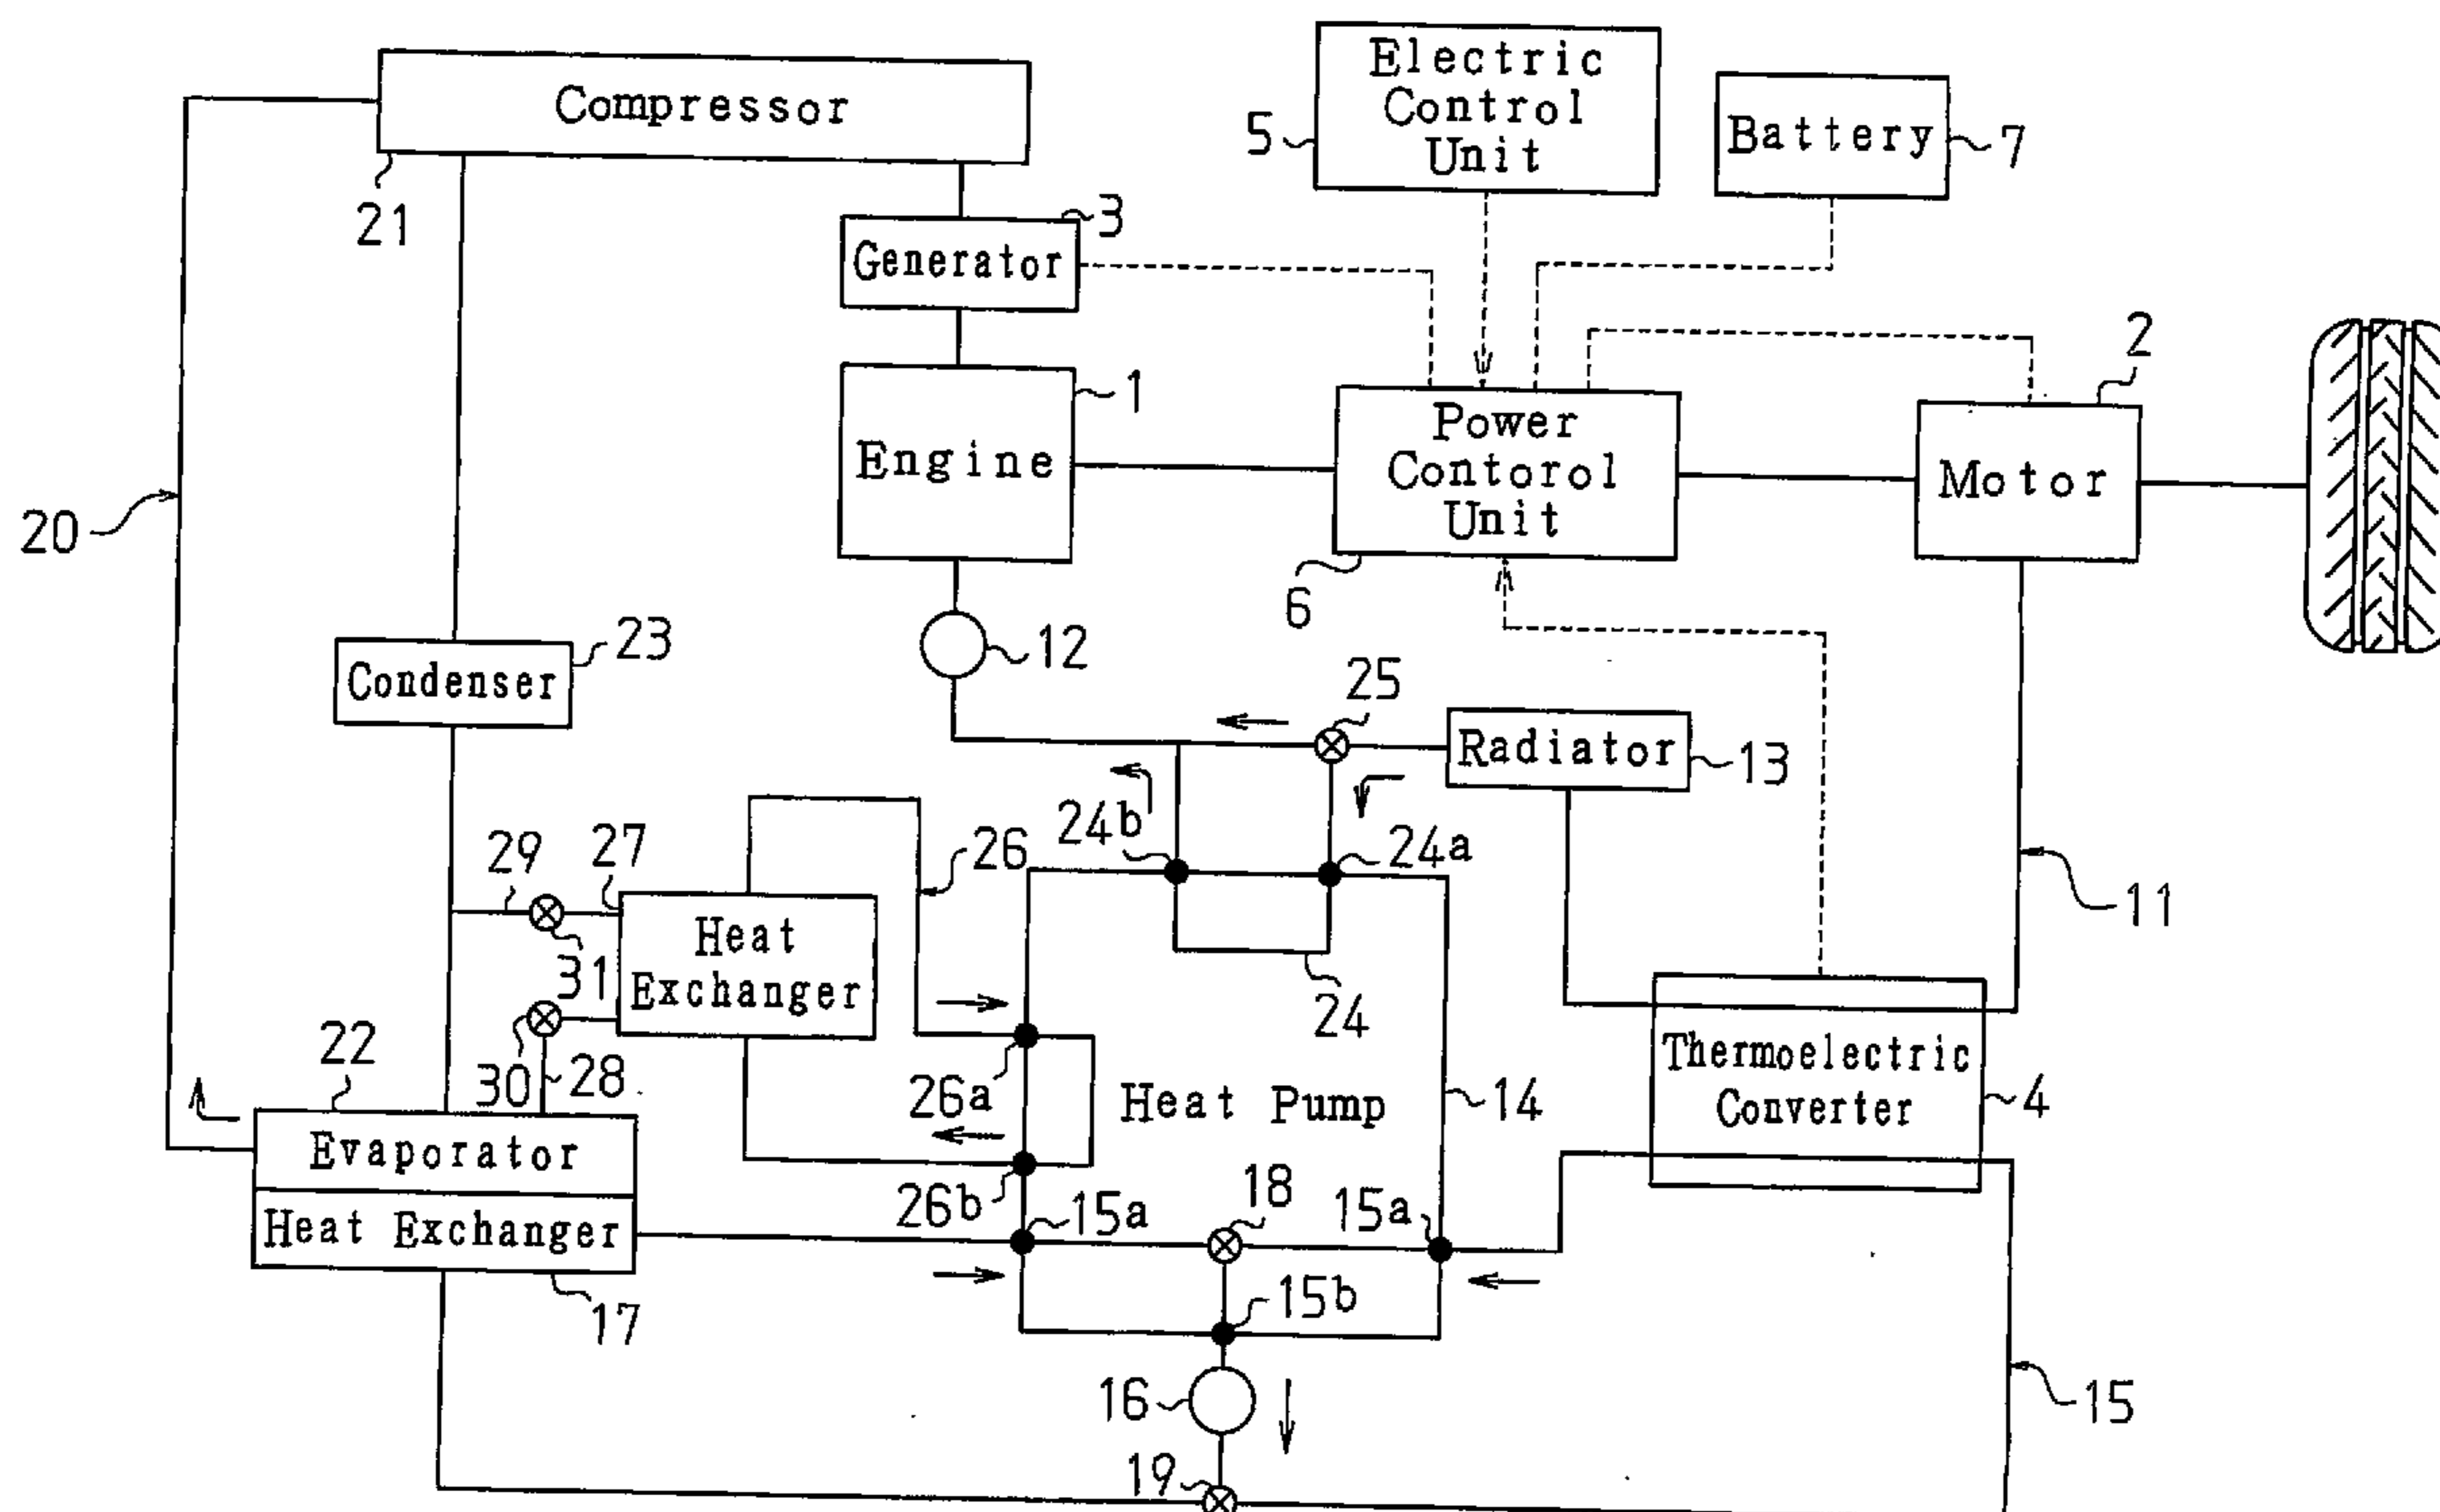 Electric
Control
Unit
5
Battery
7
Compressor
21
3
Generator
2
1
Engine
Power
Contorol
Unit
6
Motor
20
12
23
Condenser
25
Radiator
13
24b
24a
29
27
26
11
Heat
Exchanger
31
24
22
30
28
26a
Heat Pump
14
Thermoelectric
Converter
4
Evaporator
26b
15a
18
15a
Heat Exchanger
17
15b
16
15
19